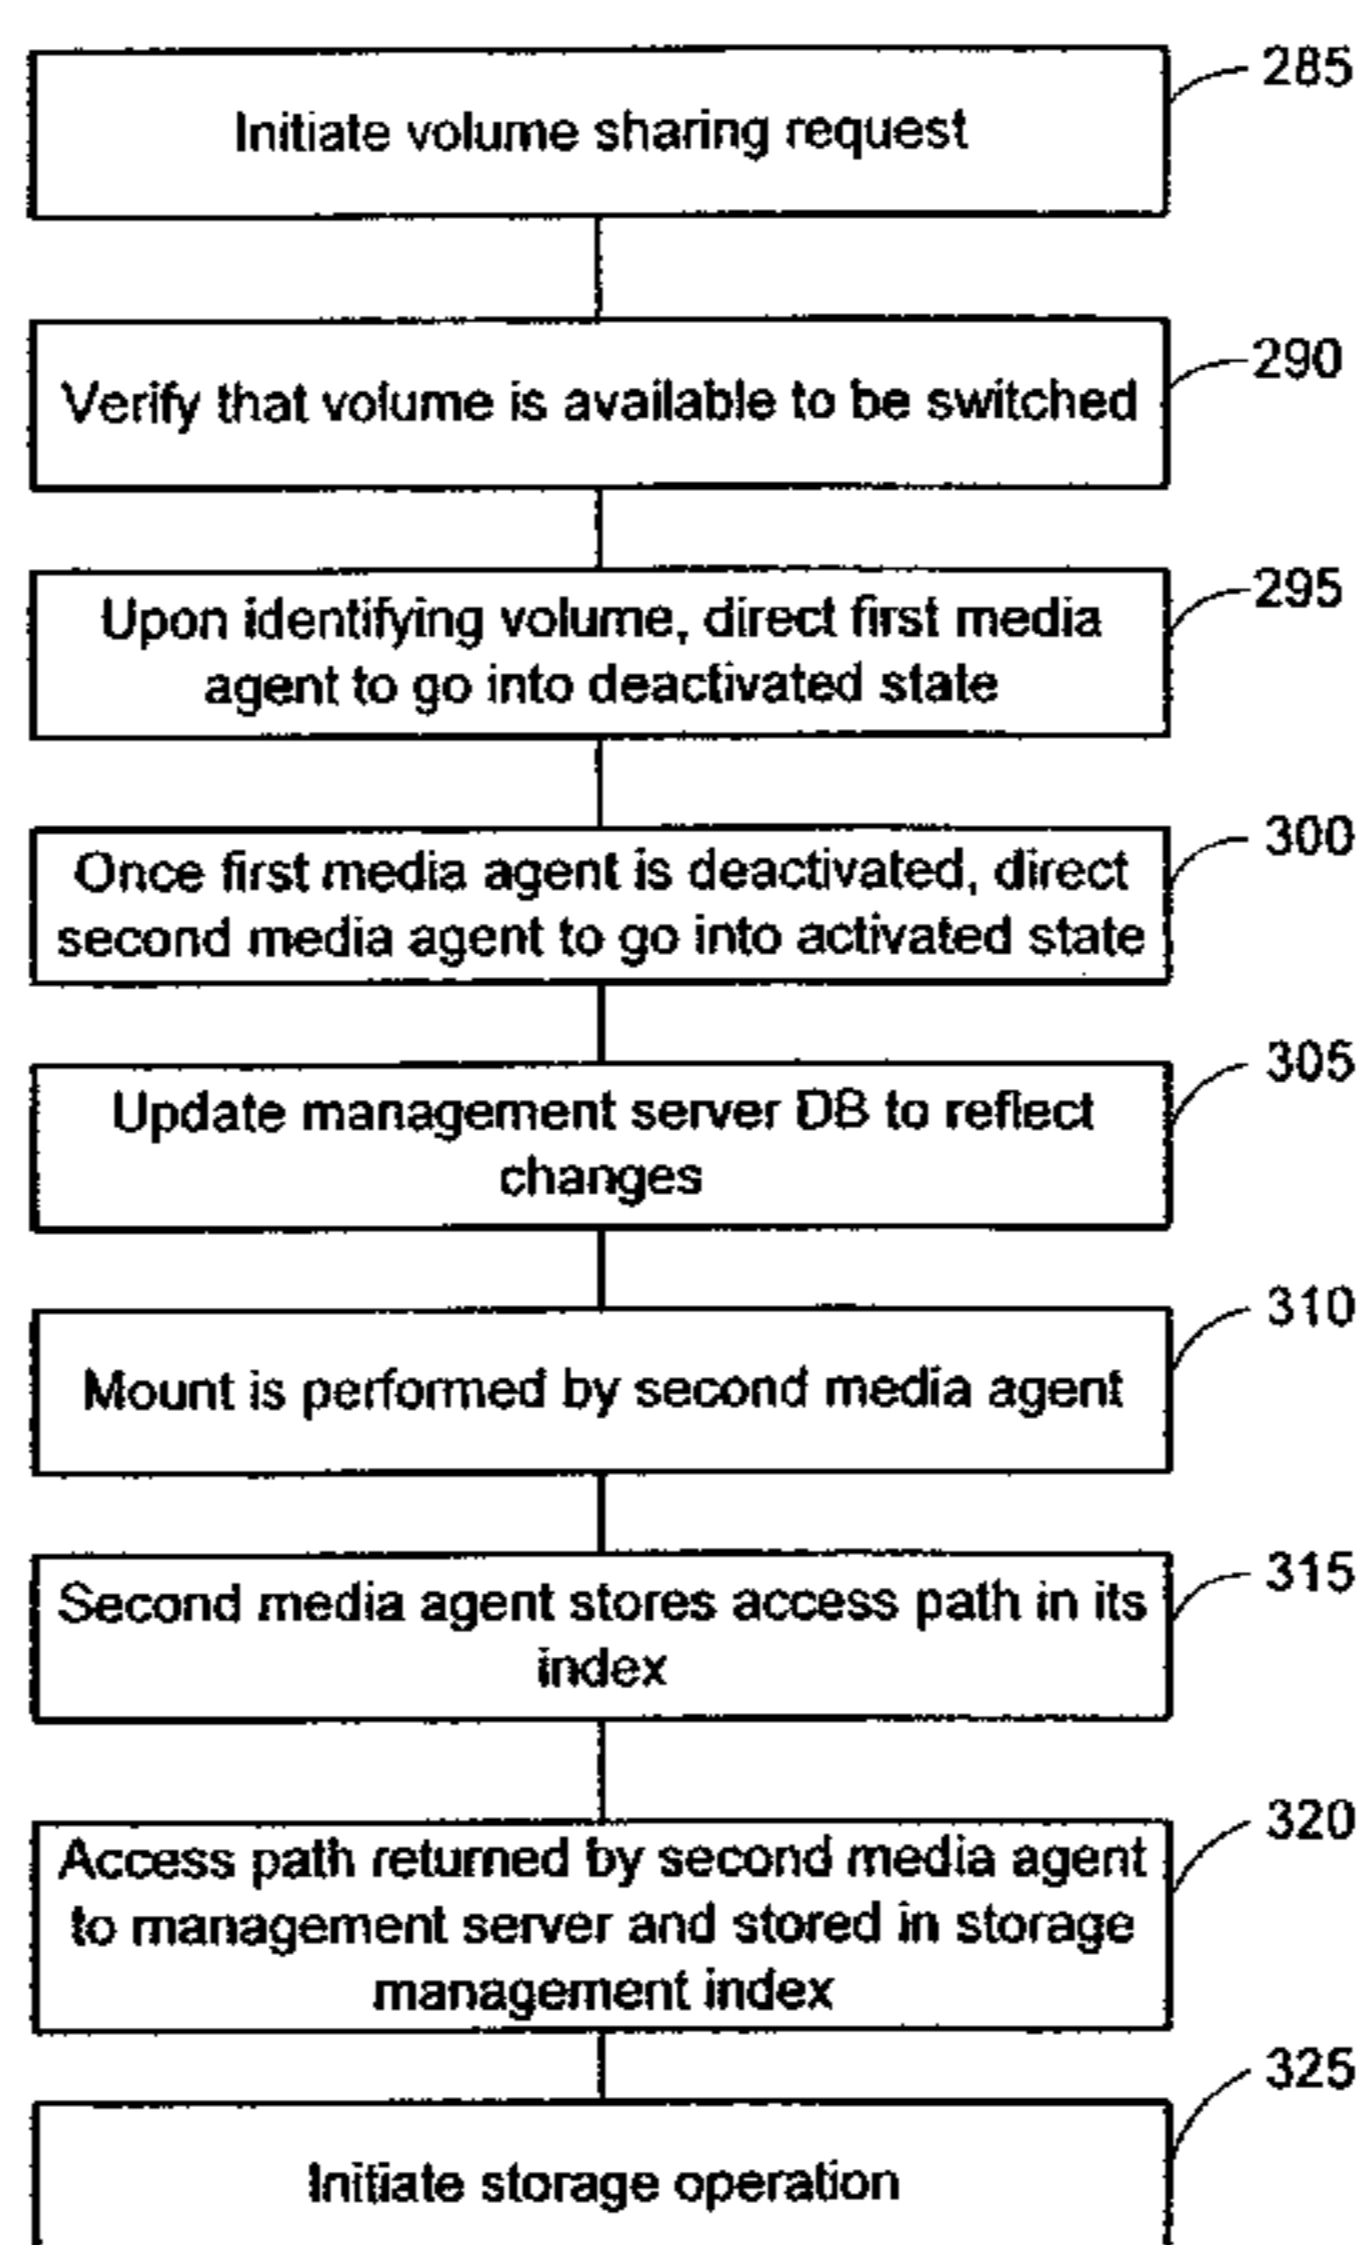 285
Initiate volume sharing request
290
Verify that volume is available to be switched
295
Upon identifying volume, direct first media
agent to go into deactivated state
300
Once first media agent is deactivated, direct
second media agent to go into activated state
305
Update management server DB to reflect
changes
310
Mount is performed by second media agent
315
Second media agent stores access path in its
index
320
Access path returned by second media agent
to management server and stored in storage
management index
325
Initiate storage operation